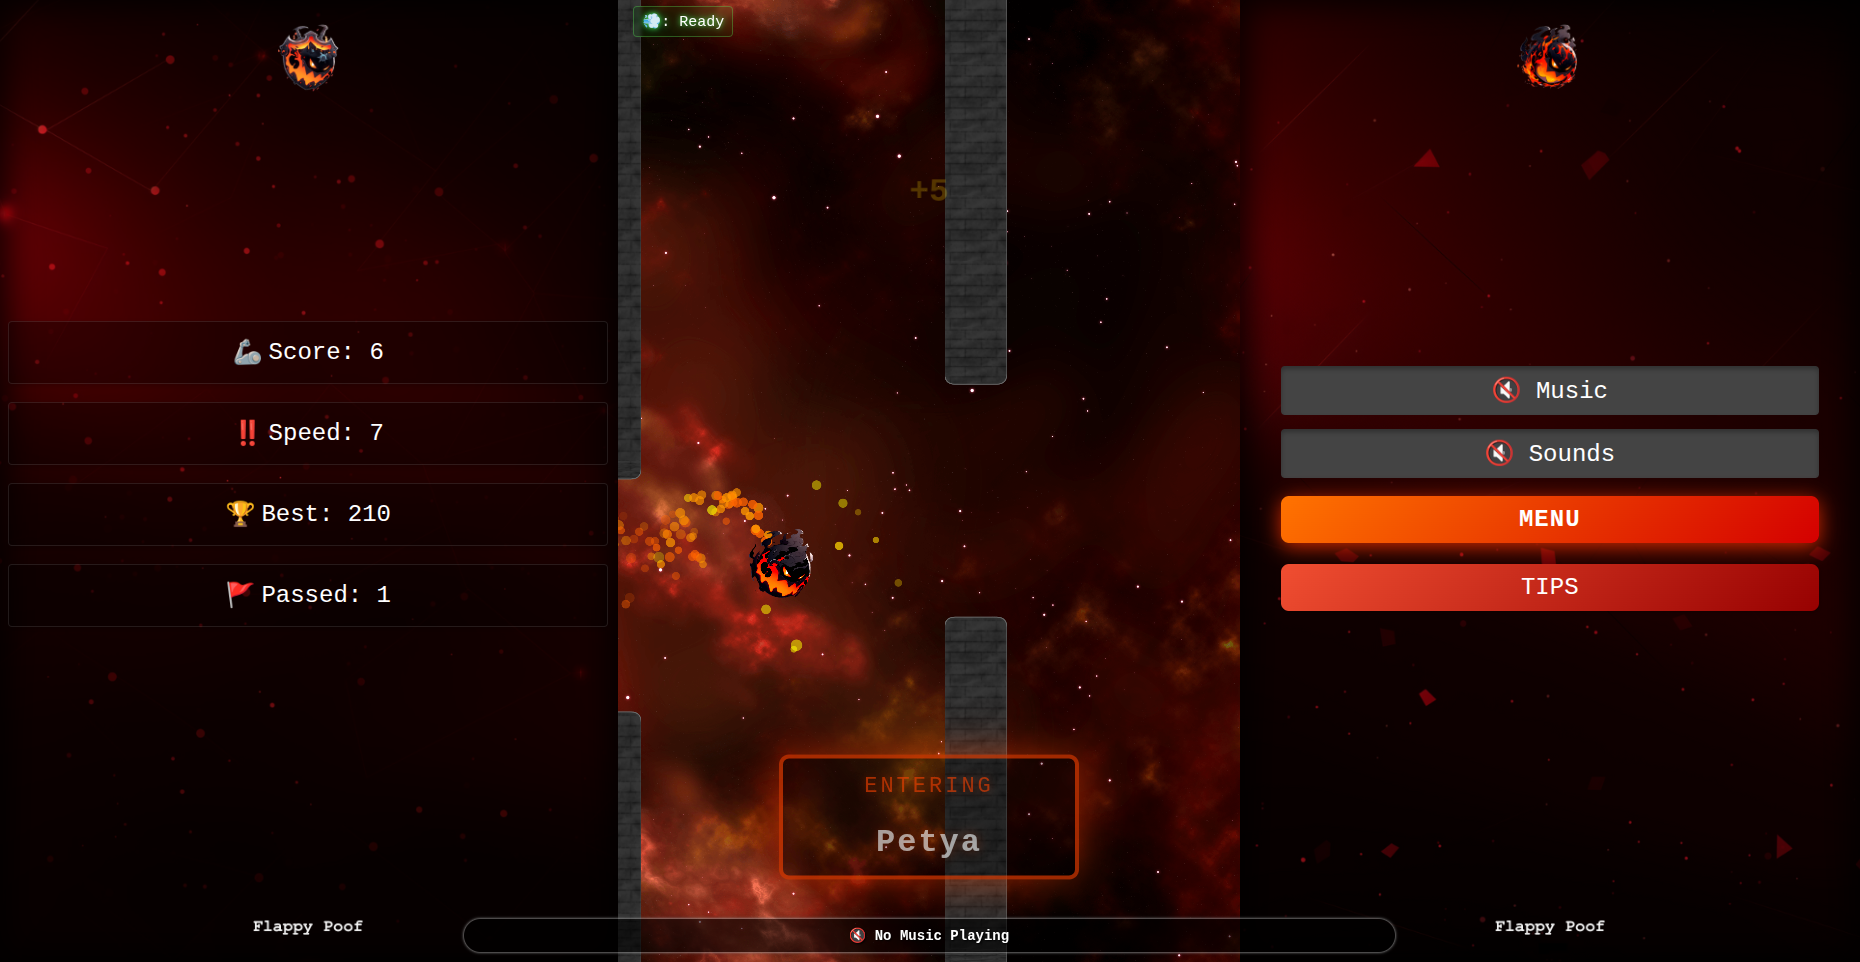 : Ready
+5
Score: 6
Speed: 7
Best: 210
Passed: 1
Music
Sounds
MENU
TIPS
ENTERING
Petya
Flappy Poof
No Music Playing
Flappy Poof